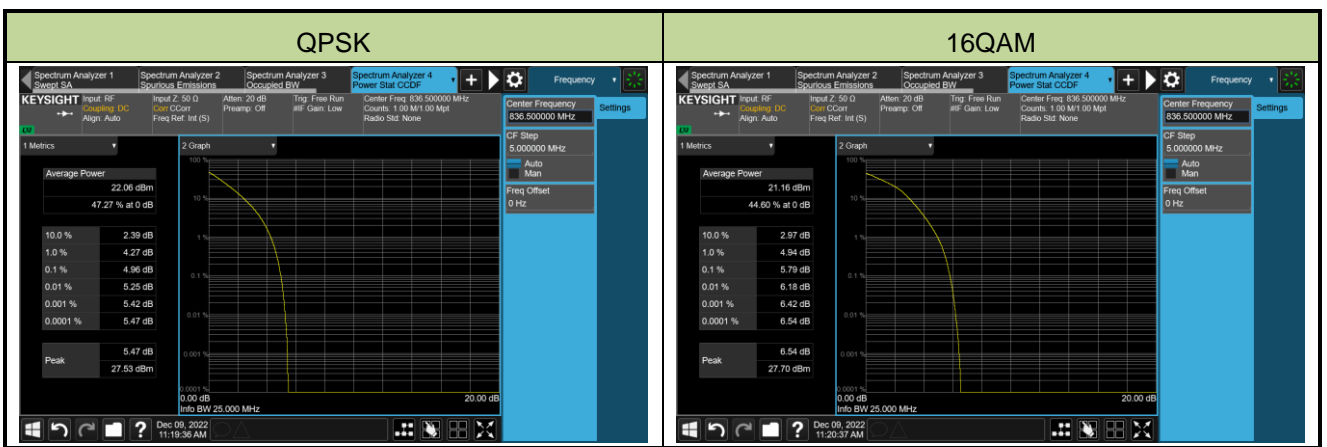 QPSK
16QAM
Spectrum Analyzer 1
Swept SA
Spectrum Analyzer 2
Spurious Emissions
Spectrum Analyzer 3
Occupied BW
Spectrum Analyzer 4
Power Stat CCDF
+
Frequency
KEYSIGHT
Input: RF
Coupling: DC
Align: Auto
Input Z: 50 Ω
Corr CCorr
Freq Ref: Int (S)
Atten: 20 dB
Preamp: Off
Trig: Free Run
#IF Gain: Low
Center Freq: 836.500000 MHz
Counts: 1.00 M/1.00 Mpt
Radio Std: None
LXI
Center Frequency
836.500000 MHz
Settings
CF Step
5.000000 MHz
Auto
Man
Freq Offset
0 Hz
1 Metrics
Average Power
22.06 dBm
47.27 % at 0 dB
10.0 % 2.39 dB
1.0 % 4.27 dB
0.1 % 4.96 dB
0.01 % 5.25 dB
0.001 % 5.42 dB
0.0001 % 5.47 dB
Peak
5.47 dB
27.53 dBm
2 Graph
100 %
10 %
1 %
0.1 %
0.01 %
0.001 %
0.0001 %
0.00 dB
20.00 dB
Info BW 25.000 MHz
?
Dec 09, 2022
11:19:36 AM
Spectrum Analyzer 1
Swept SA
Spectrum Analyzer 2
Spurious Emissions
Spectrum Analyzer 3
Occupied BW
Spectrum Analyzer 4
Power Stat CCDF
+
Frequency
KEYSIGHT
Input: RF
Coupling: DC
Align: Auto
Input Z: 50 Ω
Corr CCorr
Freq Ref: Int (S)
Atten: 20 dB
Preamp: Off
Trig: Free Run
#IF Gain: Low
Center Freq: 836.500000 MHz
Counts: 1.00 M/1.00 Mpt
Radio Std: None
LXI
Center Frequency
836.500000 MHz
Settings
CF Step
5.000000 MHz
Auto
Man
Freq Offset
0 Hz
1 Metrics
Average Power
21.16 dBm
44.60 % at 0 dB
10.0 % 2.97 dB
1.0 % 4.94 dB
0.1 % 5.79 dB
0.01 % 6.18 dB
0.001 % 6.42 dB
0.0001 % 6.54 dB
Peak
6.54 dB
27.70 dBm
2 Graph
100 %
10 %
1 %
0.1 %
0.01 %
0.001 %
0.0001 %
0.00 dB
20.00 dB
Info BW 25.000 MHz
?
Dec 09, 2022
11:20:37 AM